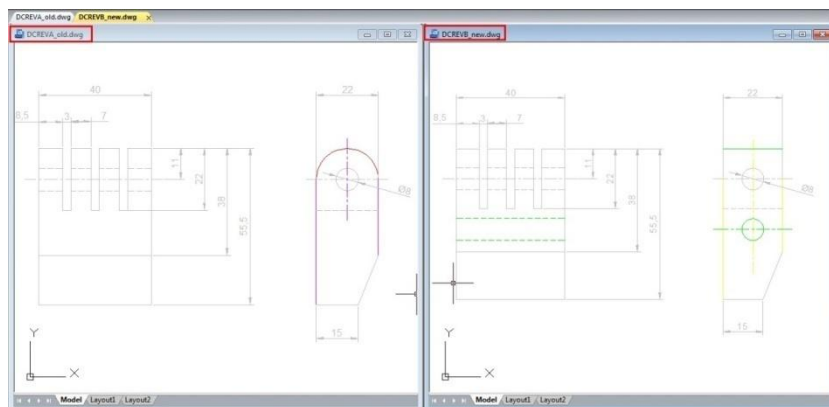 DCREVA_old.dwg DCREVB_new.dwg
DCREVA_old.dwg
40
22
8,5
3
7
11
22
38
55,5
Ø8
15
Y
X
Model Layout1 Layout2
DCREVB_new.dwg
40
22
8,5
3
7
11
22
38
55,5
Ø8
15
Y
X
Model Layout1 Layout2